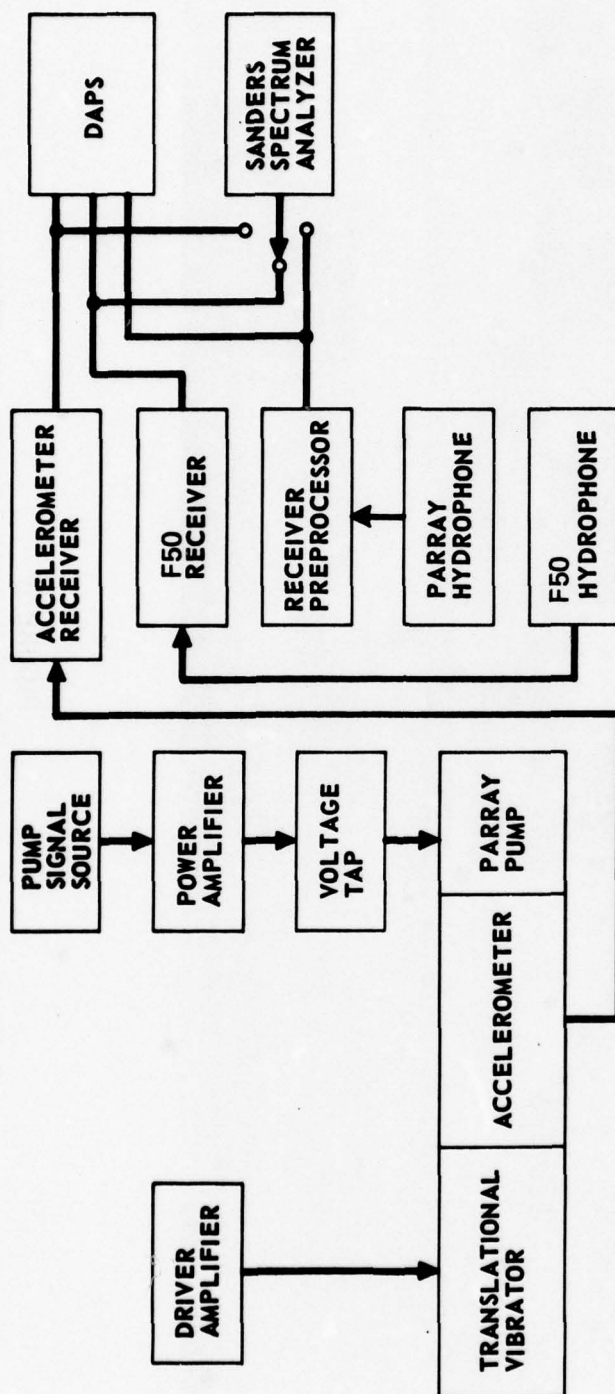 PUMP
SIGNAL
SOURCE
POWER
AMPLIFIER
VOLTAGE
TAP
DRIVER
AMPLIFIER
TRANSLATIONAL
VIBRATOR
ACCELEROMETER
PARRAY
PUMP
ACCELEROMETER
RECEIVER
F50
RECEIVER
RECEIVER
PREPROCESSOR
PARRAY
HYDROPHONE
F50
HYDROPHONE
DAPS
SANDERS
SPECTRUM
ANALYZER